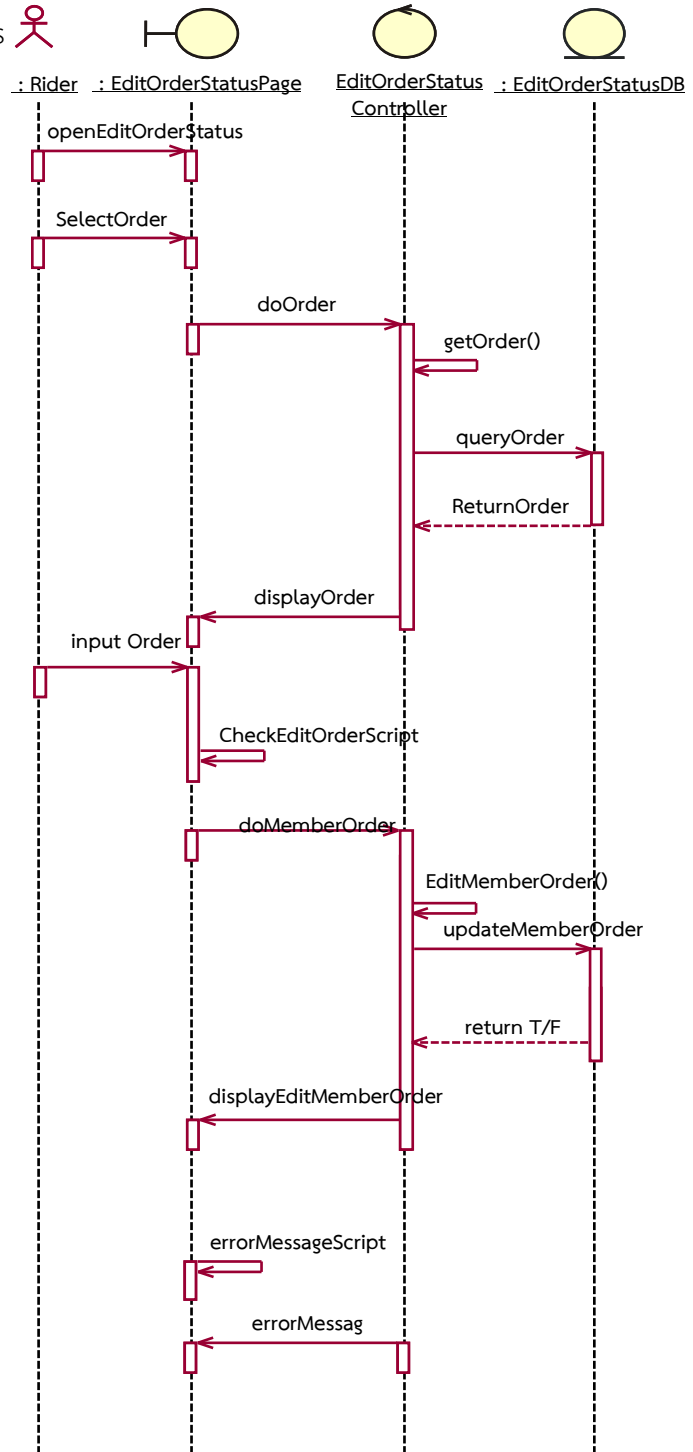 s
: Rider
: EditOrderStatusPage
EditOrderStatus
Controller
: EditOrderStatusDB
openEditOrderStatus
SelectOrder
doOrder
getOrder()
queryOrder
ReturnOrder
displayOrder
input Order
CheckEditOrderScript
doMemberOrder
EditMemberOrder()
updateMemberOrder
return T/F
displayEditMemberOrder
errorMessageScript
errorMessag